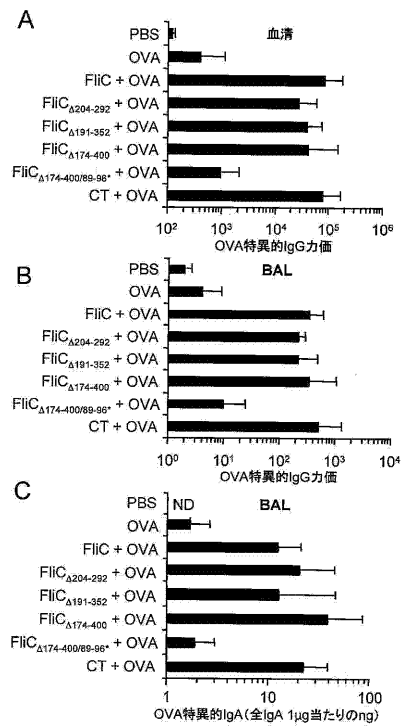 A
血清
PBS
OVA
FliC + OVA
FliCΔ204-292 + OVA
FliCΔ191-352 + OVA
FliCΔ174-400 + OVA
FliCΔ174-400/89-96* + OVA
CT + OVA
10² 10³ 10⁴ 10⁵ 10⁶
OVA特異的IgG力価
B
BAL
PBS
OVA
FliC + OVA
FliCΔ204-292 + OVA
FliCΔ191-352 + OVA
FliCΔ174-400 + OVA
FliCΔ174-400/89-96* + OVA
CT + OVA
10⁰ 10¹ 10² 10³ 10⁴
OVA特異的IgG力価
C
PBS ND BAL
OVA
FliC + OVA
FliCΔ204-292 + OVA
FliCΔ191-352 + OVA
FliCΔ174-400 + OVA
FliCΔ174-400/89-96* + OVA
CT + OVA
1 10 100
OVA特異的IgA(全IgA 1μg当たりのng)